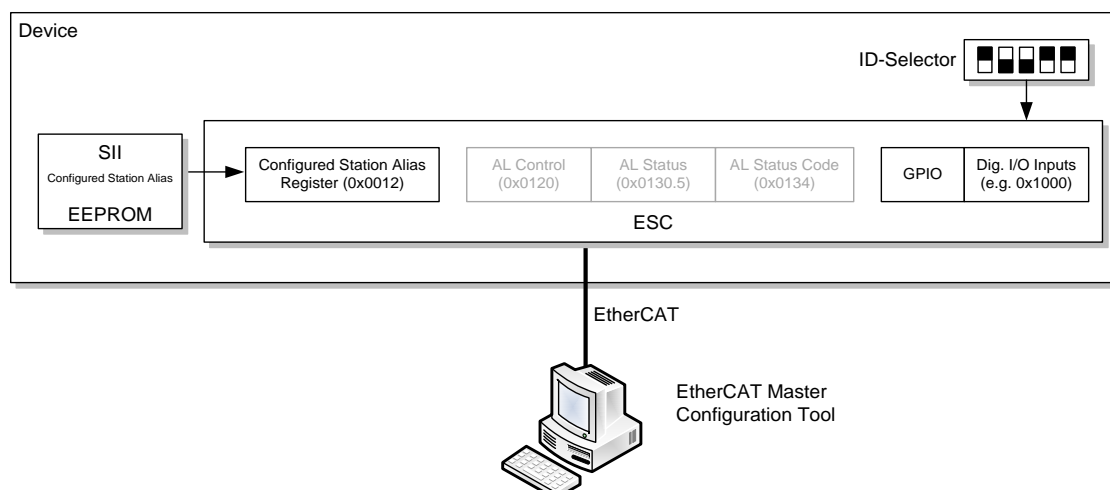 Device
ID-Selector
SII
Configured Station Alias
EEPROM
Configured Station Alias
Register (0x0012)
AL Control
(0x0120)
AL Status
(0x0130.5)
AL Status Code
(0x0134)
GPIO
Dig. I/O Inputs
(e.g. 0x1000)
ESC
EtherCAT
EtherCAT Master
Configuration Tool